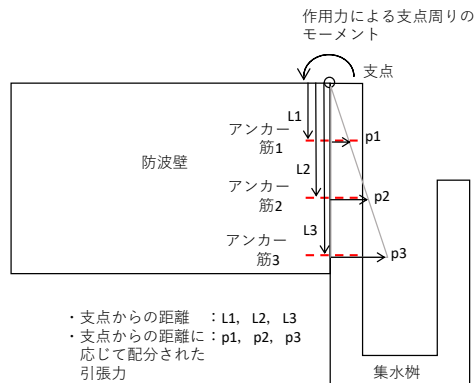 作用力による支点周りの
モーメント
支点
L1
アンカー
筋1
p1
防波壁
L2
アンカー
筋2
p2
L3
アンカー
筋3
p3
・支点からの距離 ：L1, L2, L3
・支点からの距離に：p1, p2, p3
応じて配分された
引張力
集水桝